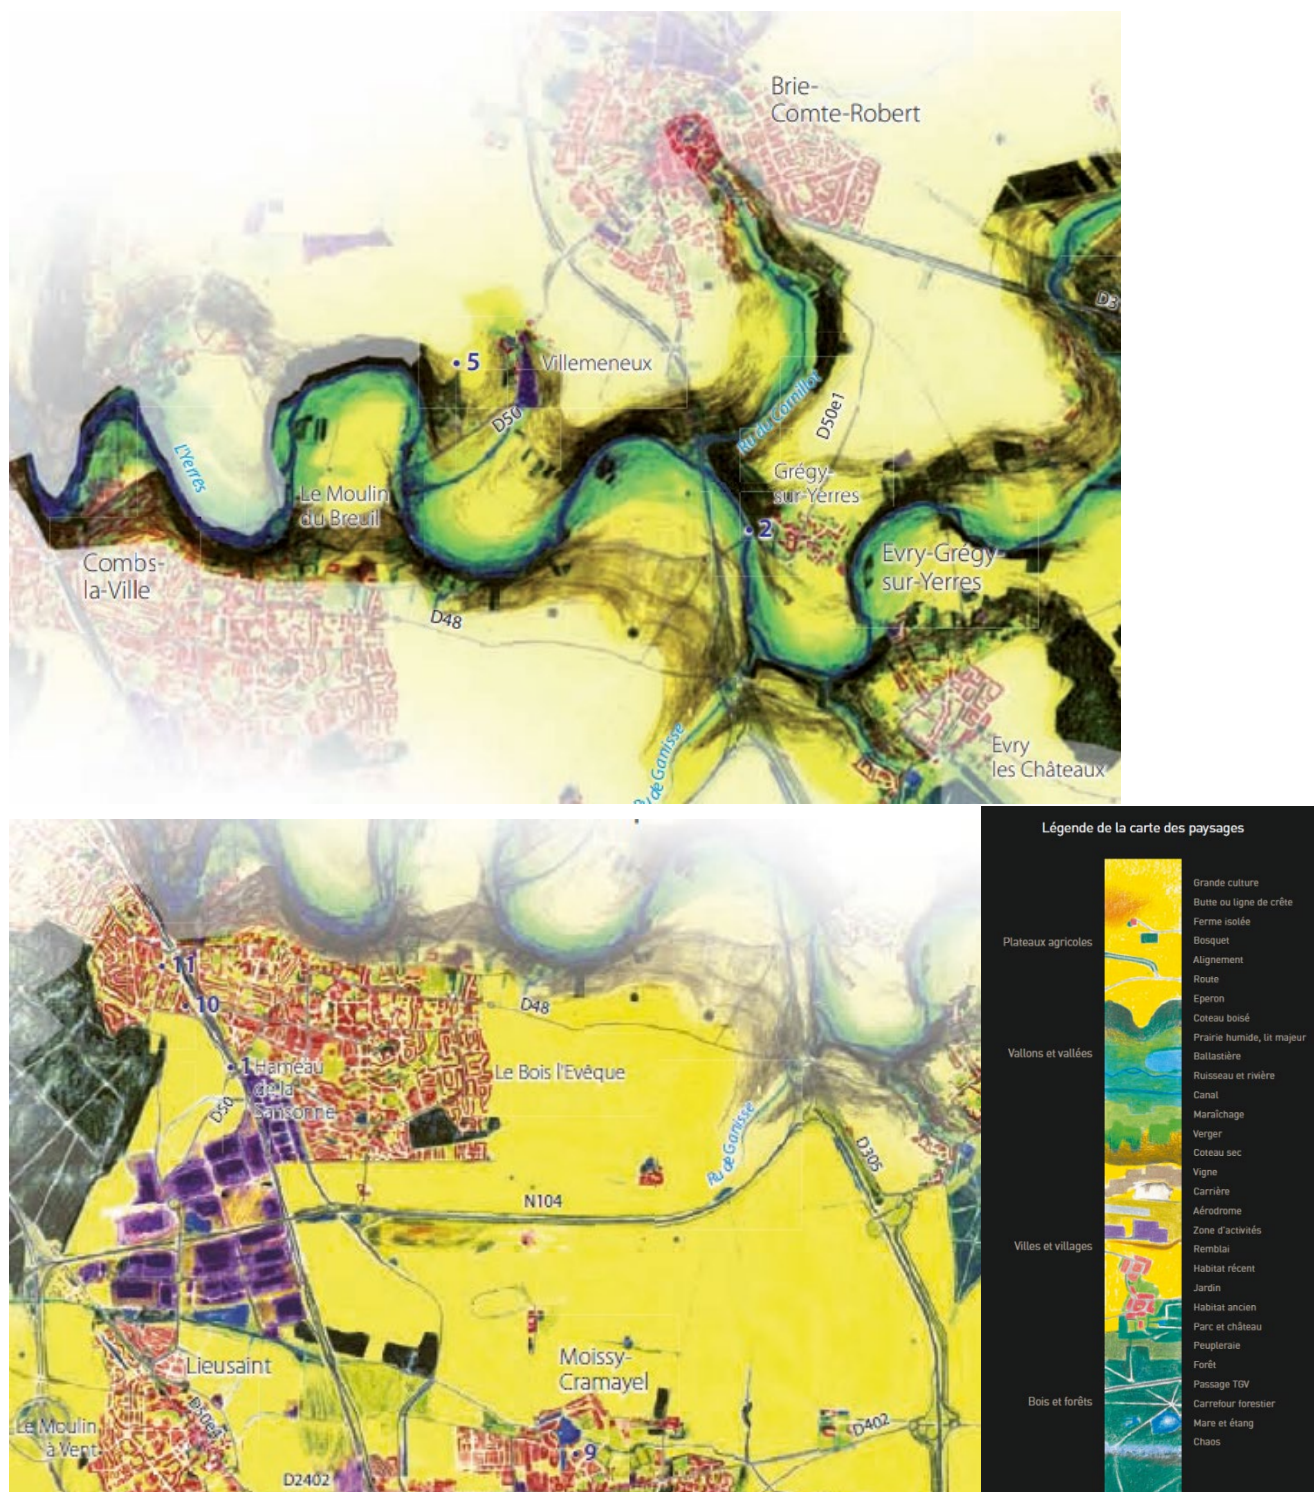 Brie-
Comte-Robert
D3
5
Villemeneux
D50
Ru du Cornillot
D50e1
L'Yerres
Grégy-
sur-Yerres
Le Moulin
du Breuil
2
Combs-
la-Ville
Evry-Grégy-
sur-Yerres
D48
Ru de Ganisse
Evry
les Châteaux
11
10
D48
1
Hameau
de la
Sansonne
Le Bois l'Evêque
D50
Ru de Ganisse
D305
N104
Lieusaint
Moissy-
Cramayel
D50e4
Le Moulin
à Vent
D402
9
D2402
Légende de la carte des paysages
Grande culture
Butte ou ligne de crête
Ferme isolée
Plateaux agricoles
Bosquet
Alignement
Route
Eperon
Coteau boisé
Prairie humide, lit majeur
Vallons et vallées
Ballastière
Ruisseau et rivière
Canal
Maraîchage
Verger
Coteau sec
Vigne
Carrière
Aérodrome
Zone d'activités
Villes et villages
Remblai
Habitat récent
Jardin
Habitat ancien
Parc et château
Peupleraie
Forêt
Passage TGV
Bois et forêts
Carrefour forestier
Mare et étang
Chaos